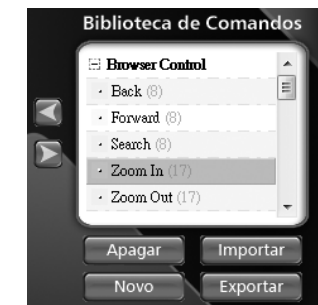 Biblioteca de Comandos
Browser Control
· Back (8)
· Forward (8)
· Search (8)
· Zoom In (17)
· Zoom Out (17)
Apagar Importar
Novo Exportar